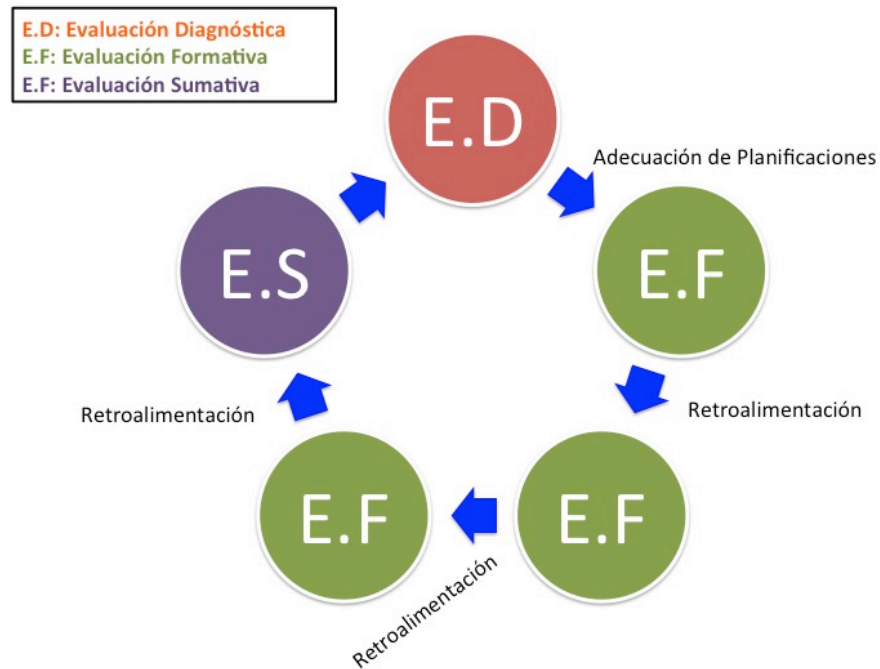 E.D: Evaluación Diagnóstica
E.F: Evaluación Formativa
E.F: Evaluación Sumativa
E.D
Adecuación de Planificaciones
E.F
Retroalimentación
E.F
Retroalimentación
E.F
Retroalimentación
E.S